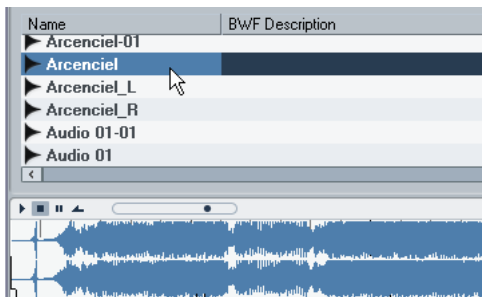 Name BWF Description
Arcenciel-01
Arcenciel
Arcenciel_L
Arcenciel_R
Audio 01-01
Audio 01